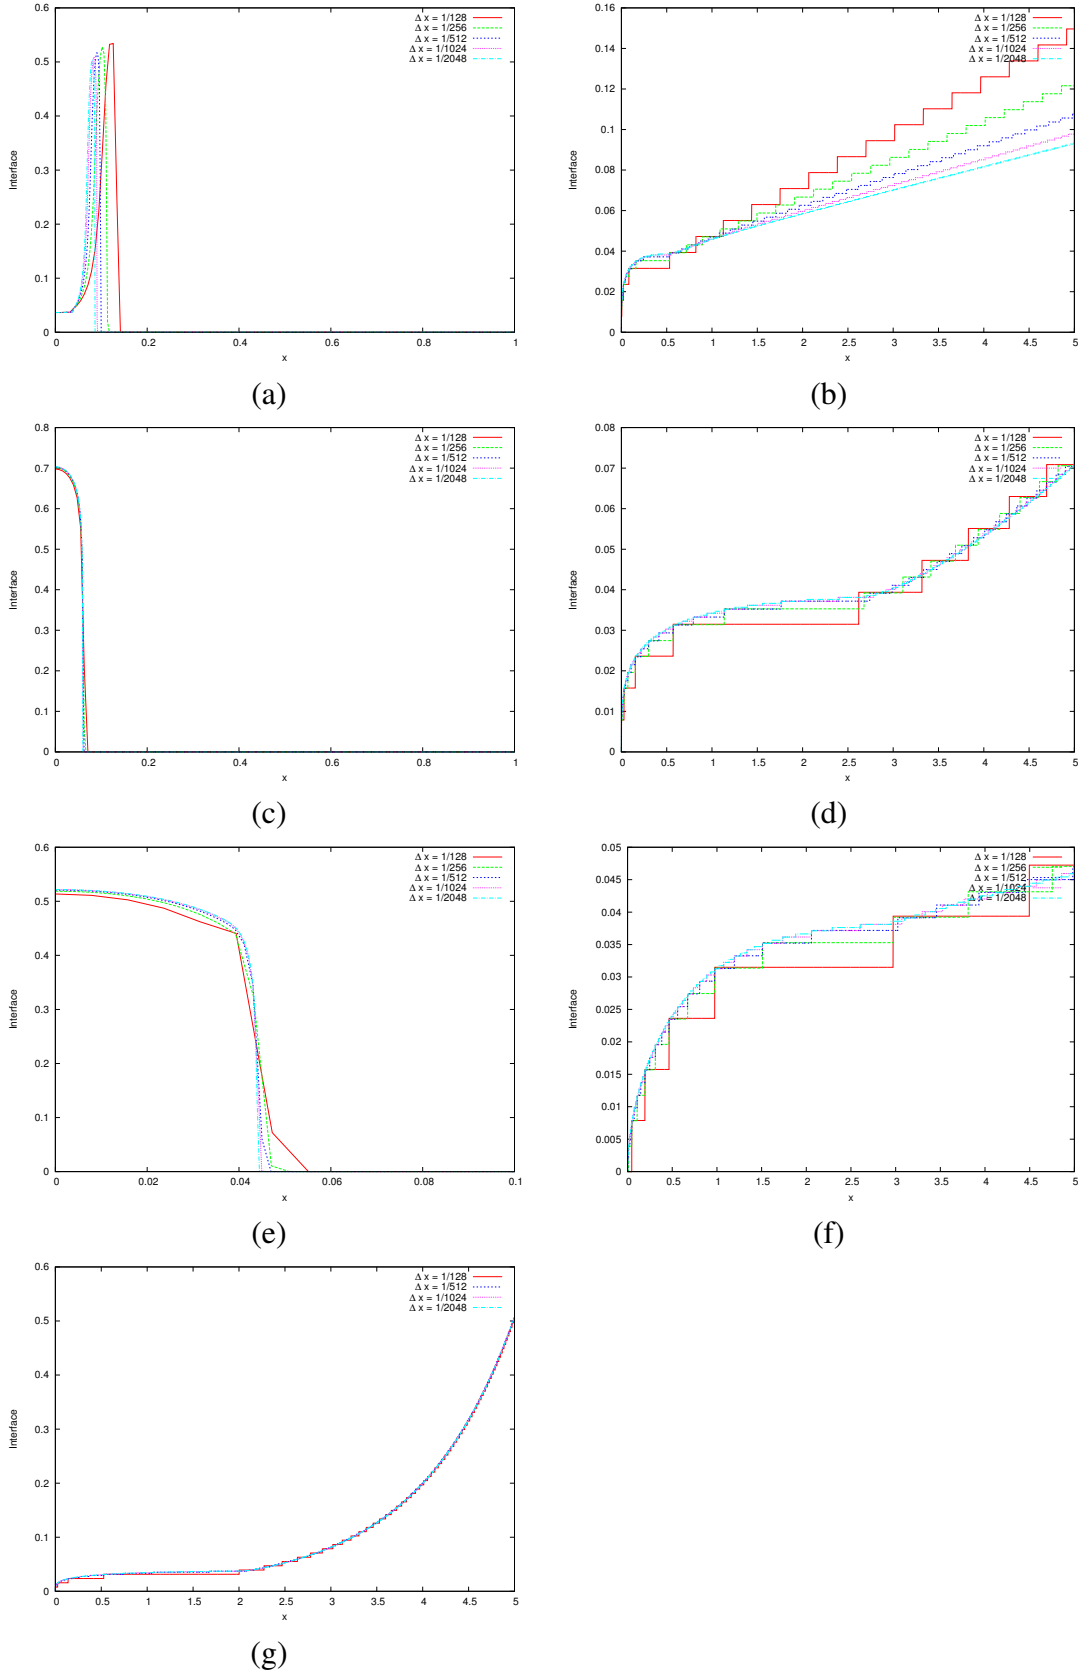 Δ x = 1/128
Δ x = 1/256
Δ x = 1/512
Δ x = 1/1024
Δ x = 1/2048
0.6
0.5
0.4
0.3
0.2
0.1
0
Interface
0 0.2 0.4 0.6 0.8 1
x
(a)
Δ x = 1/128
Δ x = 1/256
Δ x = 1/512
Δ x = 1/1024
Δ x = 1/2048
0.16
0.14
0.12
0.1
0.08
0.06
0.04
0.02
0
Interface
0 0.5 1 1.5 2 2.5 3 3.5 4 4.5 5
x
(b)
Δ x = 1/128
Δ x = 1/256
Δ x = 1/512
Δ x = 1/1024
Δ x = 1/2048
0.8
0.7
0.6
0.5
0.4
0.3
0.2
0.1
0
Interface
0 0.2 0.4 0.6 0.8 1
x
(c)
Δ x = 1/128
Δ x = 1/256
Δ x = 1/512
Δ x = 1/1024
Δ x = 1/2048
0.08
0.07
0.06
0.05
0.04
0.03
0.02
0.01
0
Interface
0 0.5 1 1.5 2 2.5 3 3.5 4 4.5 5
x
(d)
Δ x = 1/128
Δ x = 1/256
Δ x = 1/512
Δ x = 1/1024
Δ x = 1/2048
0.6
0.5
0.4
0.3
0.2
0.1
0
Interface
0 0.02 0.04 0.06 0.08 0.1
x
(e)
Δ x = 1/128
Δ x = 1/256
Δ x = 1/512
Δ x = 1/1024
Δ x = 1/2048
0.05
0.045
0.04
0.035
0.03
0.025
0.02
0.015
0.01
0.005
0
Interface
0 0.5 1 1.5 2 2.5 3 3.5 4 4.5 5
x
(f)
Δ x = 1/128
Δ x = 1/512
Δ x = 1/1024
Δ x = 1/2048
0.6
0.5
0.4
0.3
0.2
0.1
0
Interface
0 0.5 1 1.5 2 2.5 3 3.5 4 4.5 5
x
(g)